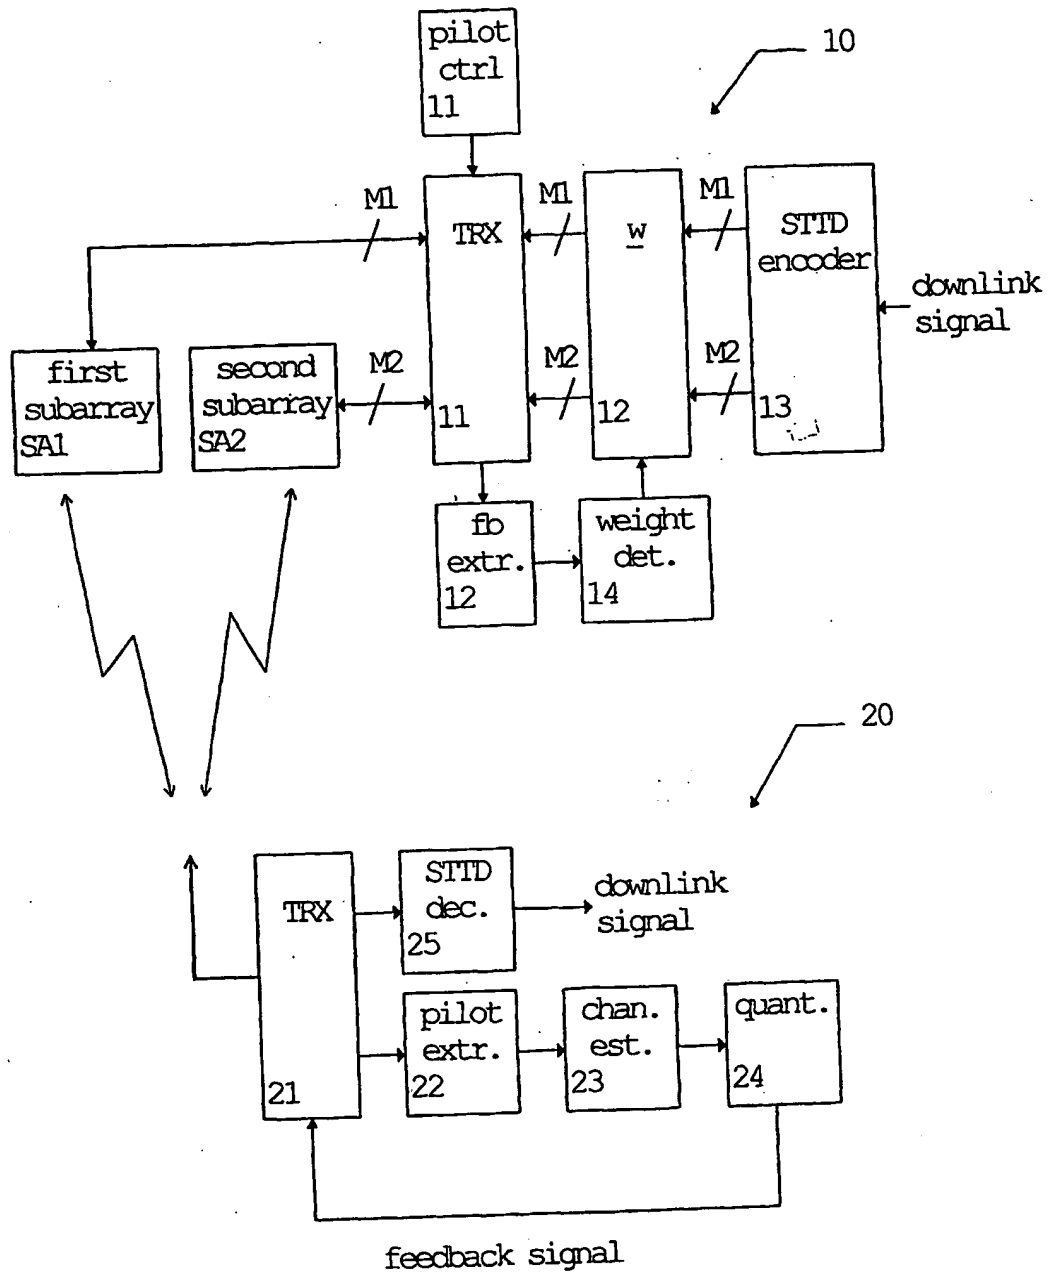 pilot
ctrl
11
10
M1
M1
M1
TRX
w
STTD
encoder
downlink
signal
first
subarray
SA1
second
subarray
SA2
M2
M2
M2
11
12
13
fb
extr.
12
weight
det.
14
20
TRX
21
STTD
dec.
25
downlink
signal
pilot
extr.
22
chan.
est.
23
quant.
24
feedback signal